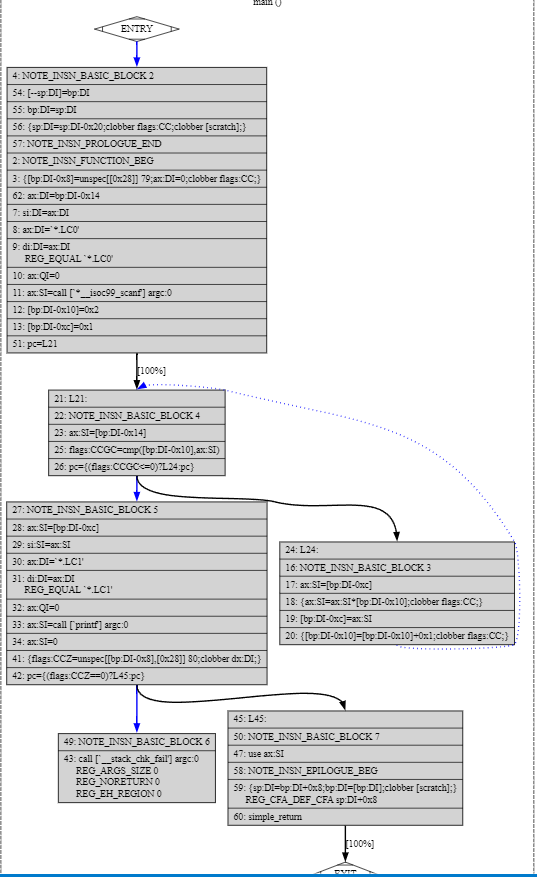 main ()
ENTRY
4: NOTE_INSN_BASIC_BLOCK 2
54: [--sp:DI]=bp:DI
55: bp:DI=sp:DI
56: {sp:DI=sp:DI-0x20;clobber flags:CC;clobber [scratch];}
57: NOTE_INSN_PROLOGUE_END
2: NOTE_INSN_FUNCTION_BEG
3: {[bp:DI-0x8]=unspec[[0x28]] 79;ax:DI=0;clobber flags:CC;}
62: ax:DI=bp:DI-0x14
7: si:DI=ax:DI
8: ax:DI=`*.LC0'
9: di:DI=ax:DI
REG_EQUAL `*.LC0'
10: ax:QI=0
11: ax:SI=call [`*__isoc99_scanf'] argc:0
12: [bp:DI-0x10]=0x2
13: [bp:DI-0xc]=0x1
51: pc=L21
[100%]
21: L21:
22: NOTE_INSN_BASIC_BLOCK 4
23: ax:SI=[bp:DI-0x14]
25: flags:CCGC=cmp([bp:DI-0x10],ax:SI)
26: pc={(flags:CCGC<=0)?L24:pc}
27: NOTE_INSN_BASIC_BLOCK 5
28: ax:SI=[bp:DI-0xc]
29: si:SI=ax:SI
30: ax:DI=`*.LC1'
31: di:DI=ax:DI
REG_EQUAL `*.LC1'
32: ax:QI=0
33: ax:SI=call [`printf'] argc:0
34: ax:SI=0
41: {flags:CCZ=unspec[[bp:DI-0x8],[0x28]] 80;clobber dx:DI;}
42: pc={(flags:CCZ==0)?L45:pc}
24: L24:
16: NOTE_INSN_BASIC_BLOCK 3
17: ax:SI=[bp:DI-0xc]
18: {ax:SI=ax:SI*[bp:DI-0x10];clobber flags:CC;}
19: [bp:DI-0xc]=ax:SI
20: {[bp:DI-0x10]=[bp:DI-0x10]+0x1;clobber flags:CC;}
49: NOTE_INSN_BASIC_BLOCK 6
43: call [`__stack_chk_fail'] argc:0
REG_ARGS_SIZE 0
REG_NORETURN 0
REG_EH_REGION 0
45: L45:
50: NOTE_INSN_BASIC_BLOCK 7
47: use ax:SI
58: NOTE_INSN_EPILOGUE_BEG
59: {sp:DI=bp:DI+0x8;bp:DI=[bp:DI];clobber [scratch];}
REG_CFA_DEF_CFA sp:DI+0x8
60: simple_return
[100%]
EXIT